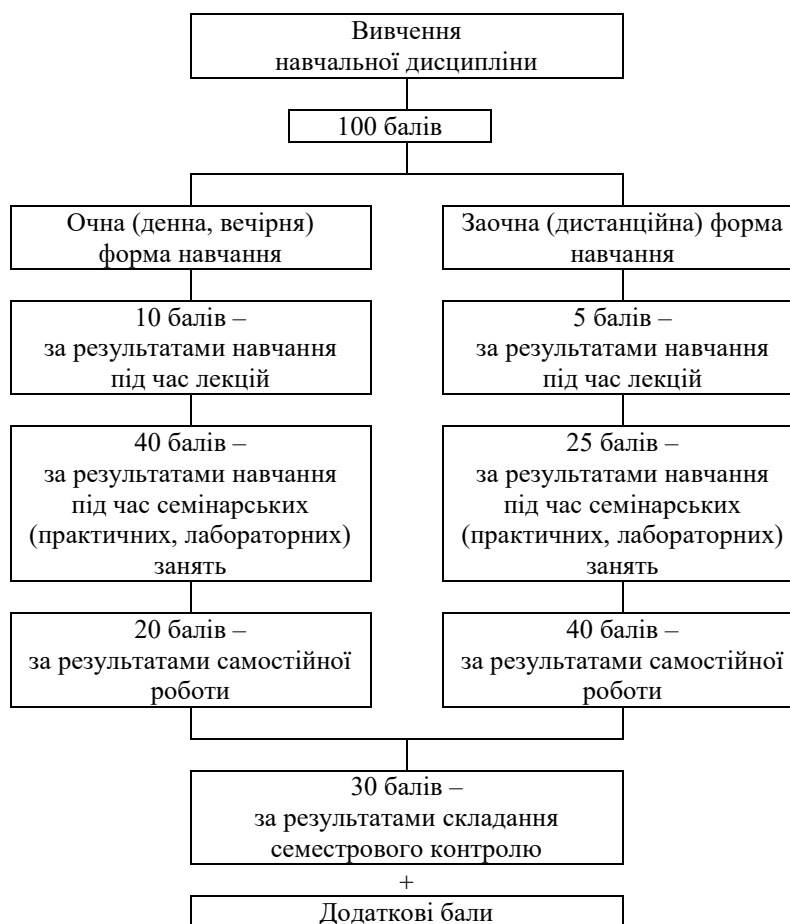 Вивчення
навчальної дисципліни
100 балів
Очна (денна, вечірня)
форма навчання
Заочна (дистанційна) форма
навчання
10 балів –
за результатами навчання
під час лекцій
5 балів –
за результатами навчання
під час лекцій
40 балів –
за результатами навчання
під час семінарських
(практичних, лабораторних)
занять
25 балів –
за результатами навчання
під час семінарських
(практичних, лабораторних)
занять
20 балів –
за результатами самостійної
роботи
40 балів –
за результатами самостійної
роботи
30 балів –
за результатами складання
семестрового контролю
+
Додаткові бали